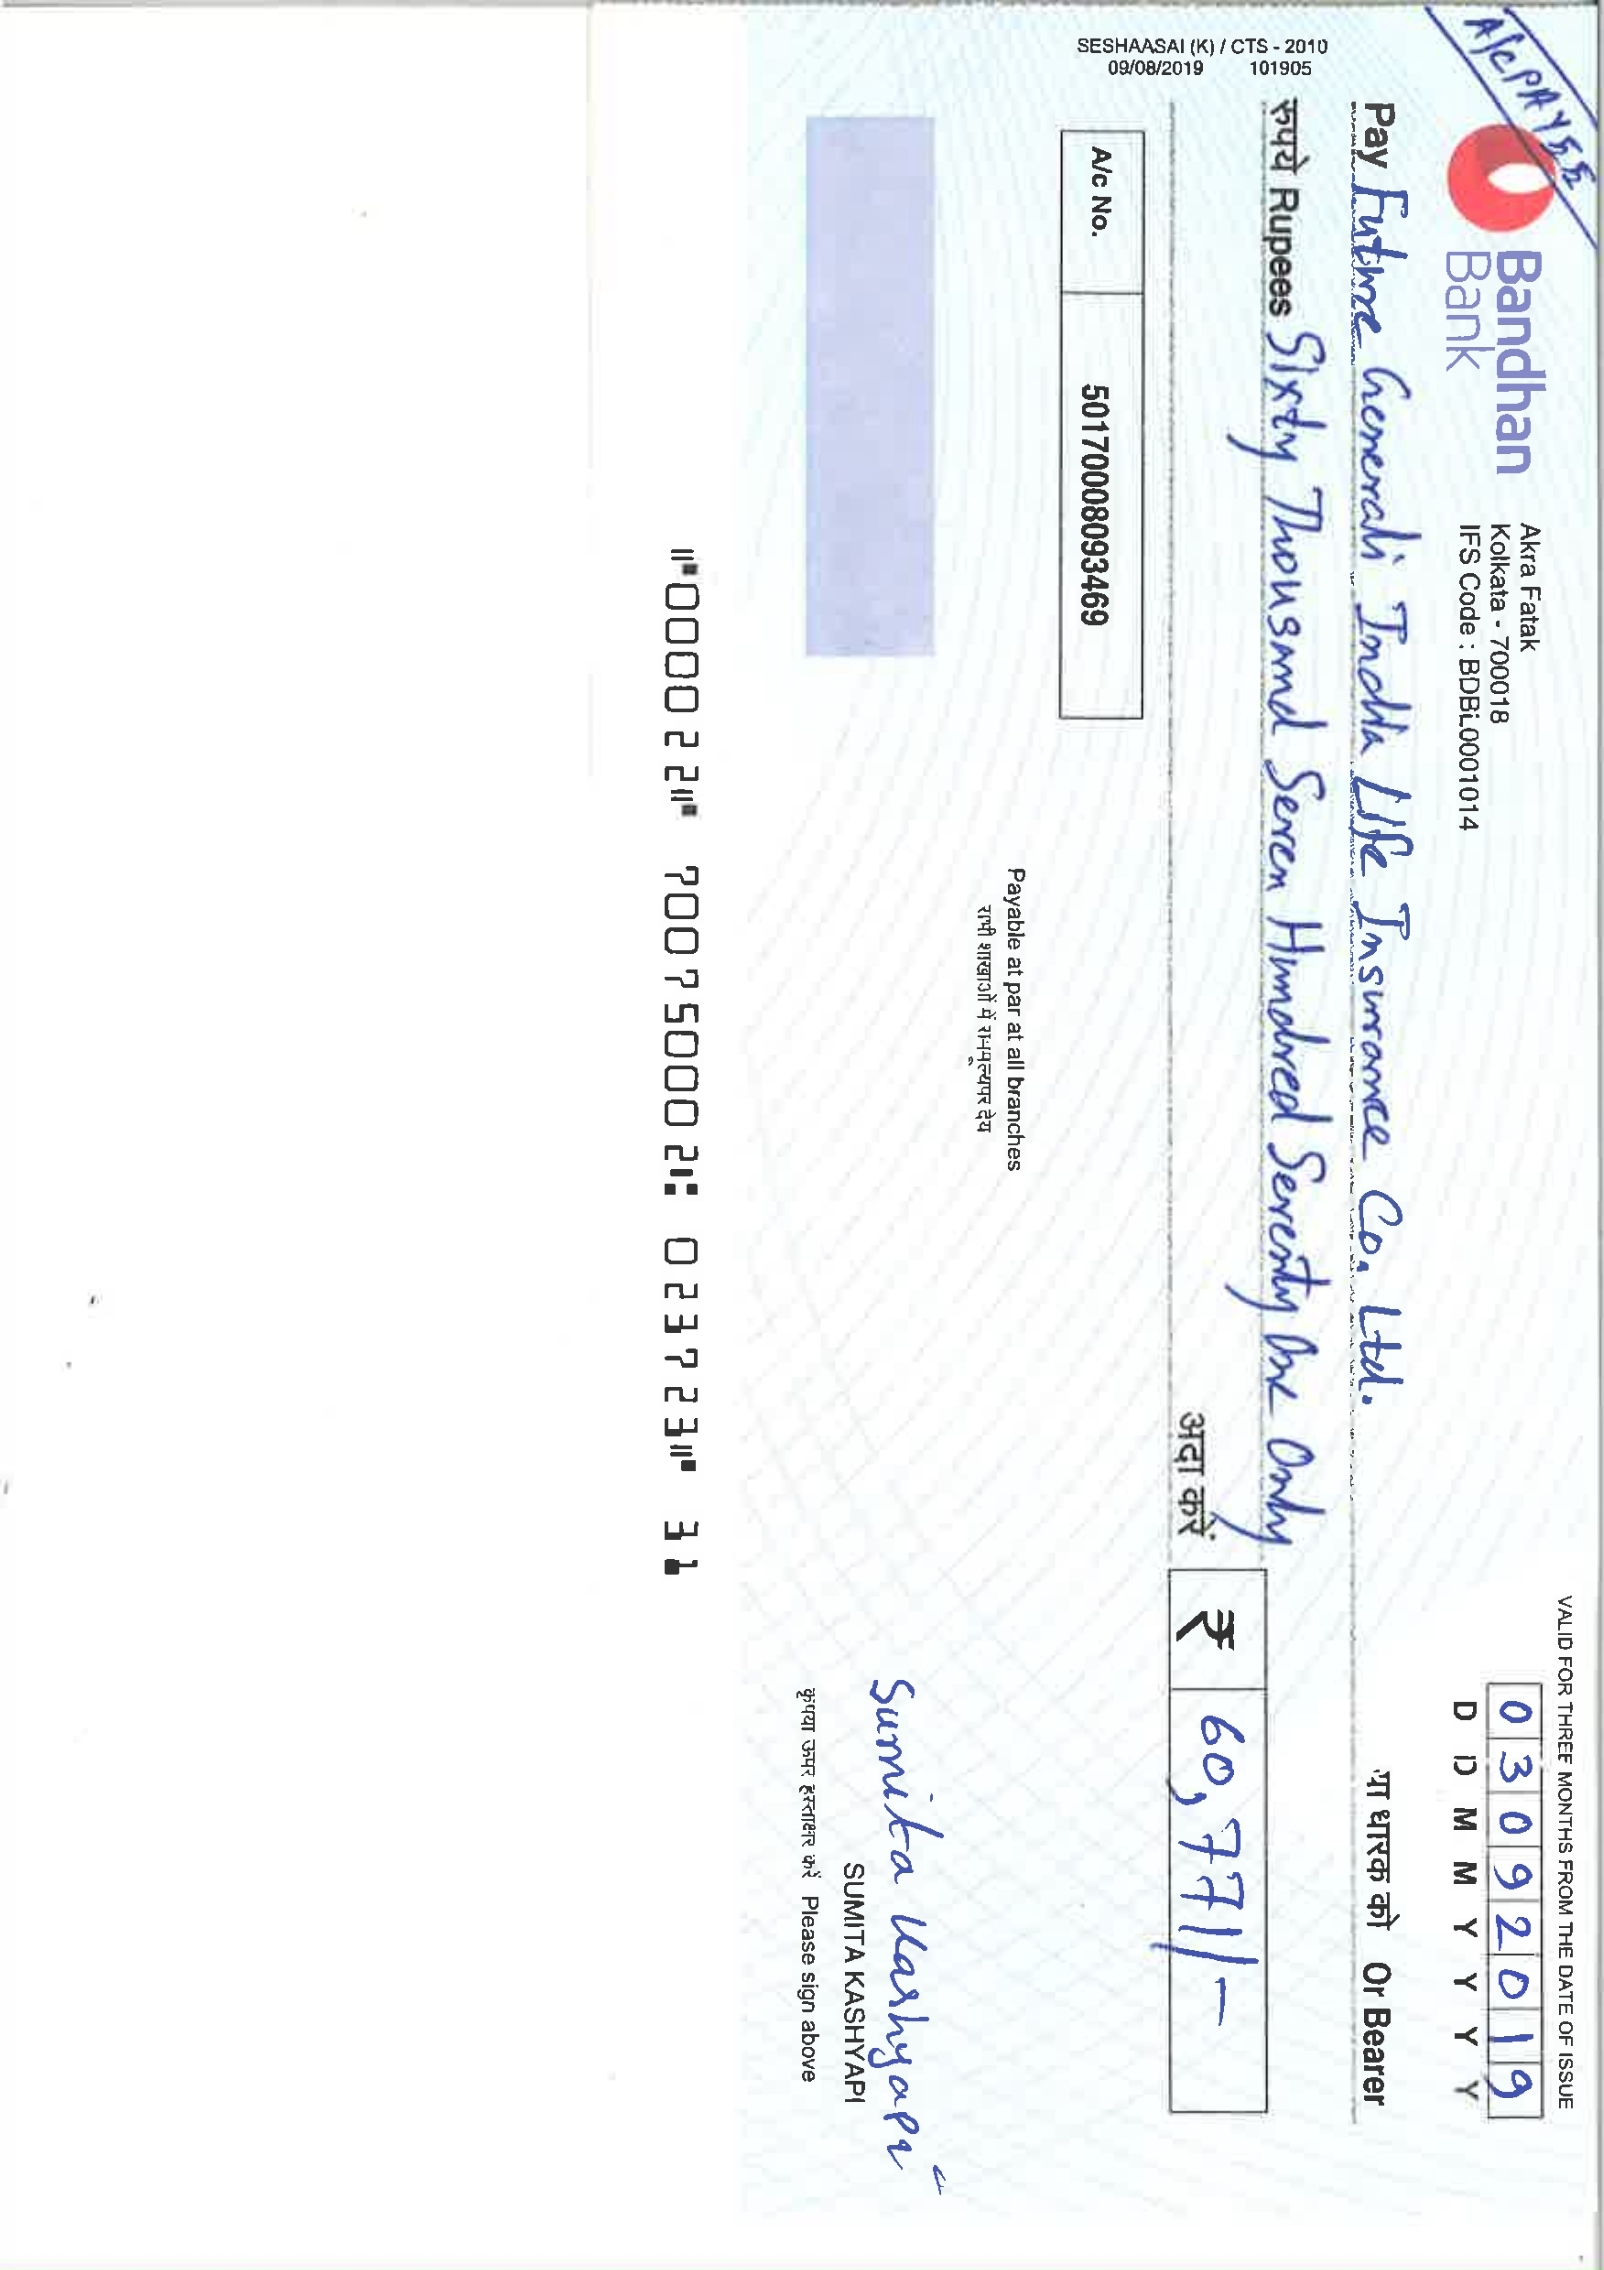 A/C PAYEE
Bandhan
Bank
Akra Fatak
Kolkata - 700018
IFS Code : BDBL0001014
VALID FOR THREE MONTHS FROM THE DATE OF ISSUE
0 3 0 9 2 0 1 9
D D M M Y Y Y Y
Pay Future Generali India Life Insurance Co. Ltd.
या धारक को Or Bearer
रूपये Rupees Sixty Thousand Seven Hundred Seventy One Only
अदा करें
₹ 60,771/-
A/c No. 50170008093469
SESHAASAI (K) / CTS - 2010
09/08/2019 101905
Payable at par at all branches
सभी शाखाओं में सममूल्यपर देय
Sumita Kashyapi
SUMITA KASHYAPI
कृपया ऊपर हस्ताक्षर करें Please sign above
⑈000022⑈ 700750002⑆ 023723⑈ 31